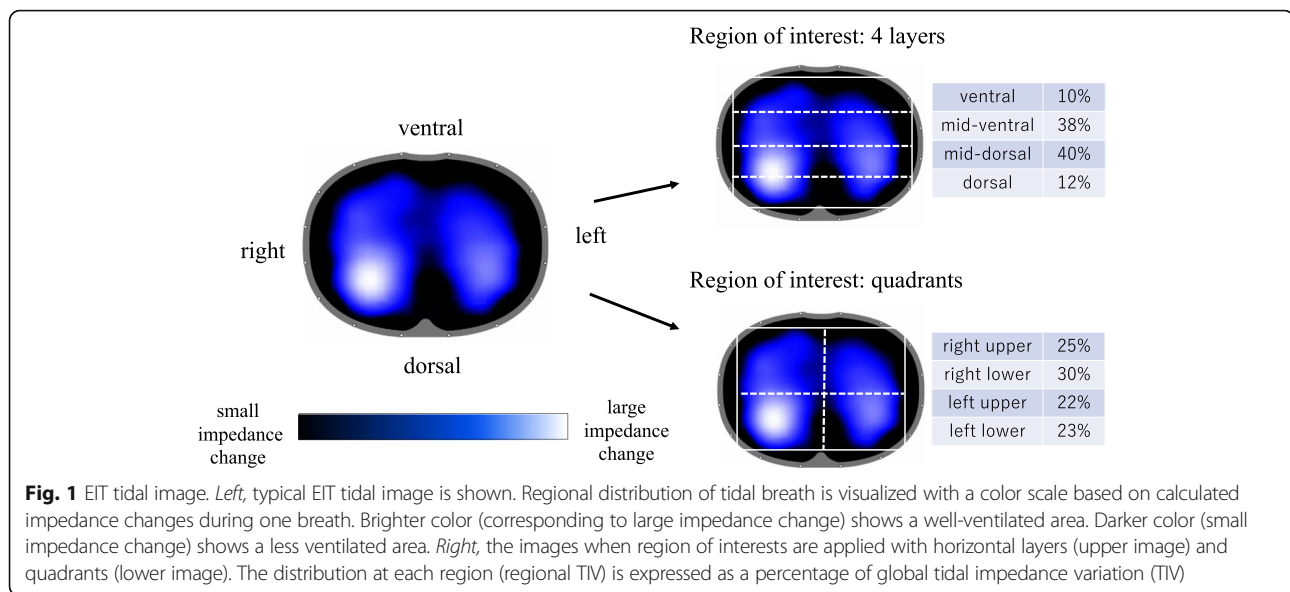 Region of interest: 4 layers
ventral 10%
mid-ventral 38%
mid-dorsal 40%
dorsal 12%
ventral
right
left
dorsal
small
impedance
change
large
impedance
change
Region of interest: quadrants
right upper 25%
right lower 30%
left upper 22%
left lower 23%
Fig. 1 EIT tidal image. Left, typical EIT tidal image is shown. Regional distribution of tidal breath is visualized with a color scale based on calculated
impedance changes during one breath. Brighter color (corresponding to large impedance change) shows a well-ventilated area. Darker color (small
impedance change) shows a less ventilated area. Right, the images when region of interests are applied with horizontal layers (upper image) and
quadrants (lower image). The distribution at each region (regional TIV) is expressed as a percentage of global tidal impedance variation (TIV)